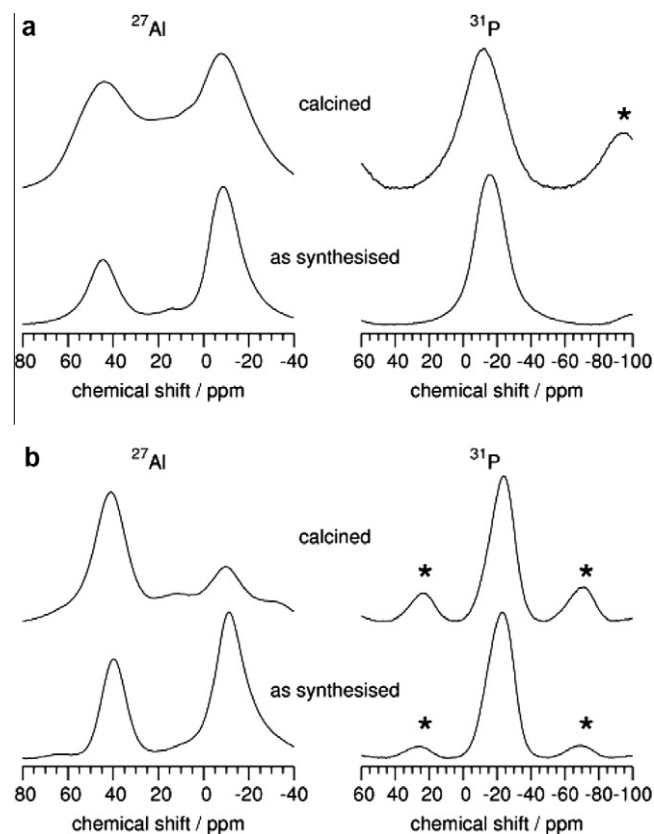 a
27Al
31P
calcined
*
as synthesised
80 60 40 20 0 -20 -40
60 40 20 0 -20 -40 -60 -80-100
chemical shift / ppm
chemical shift / ppm
b
27Al
31P
calcined
*
*
as synthesised
*
*
80 60 40 20 0 -20 -40
60 40 20 0 -20 -40 -60 -80-100
chemical shift / ppm
chemical shift / ppm